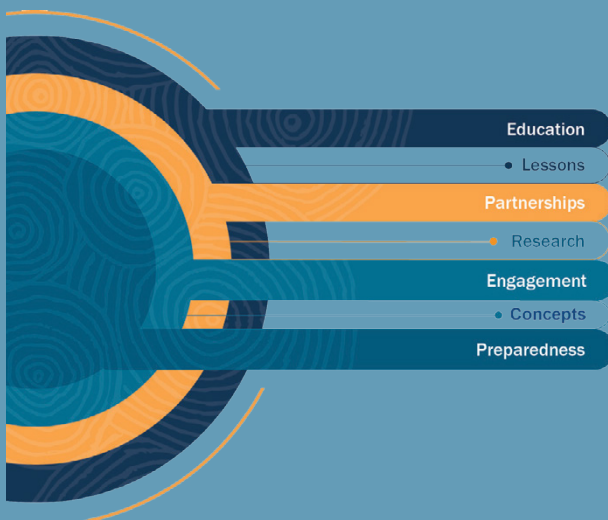 Education
Lessons
Partnerships
Research
Engagement
Concepts
Preparedness